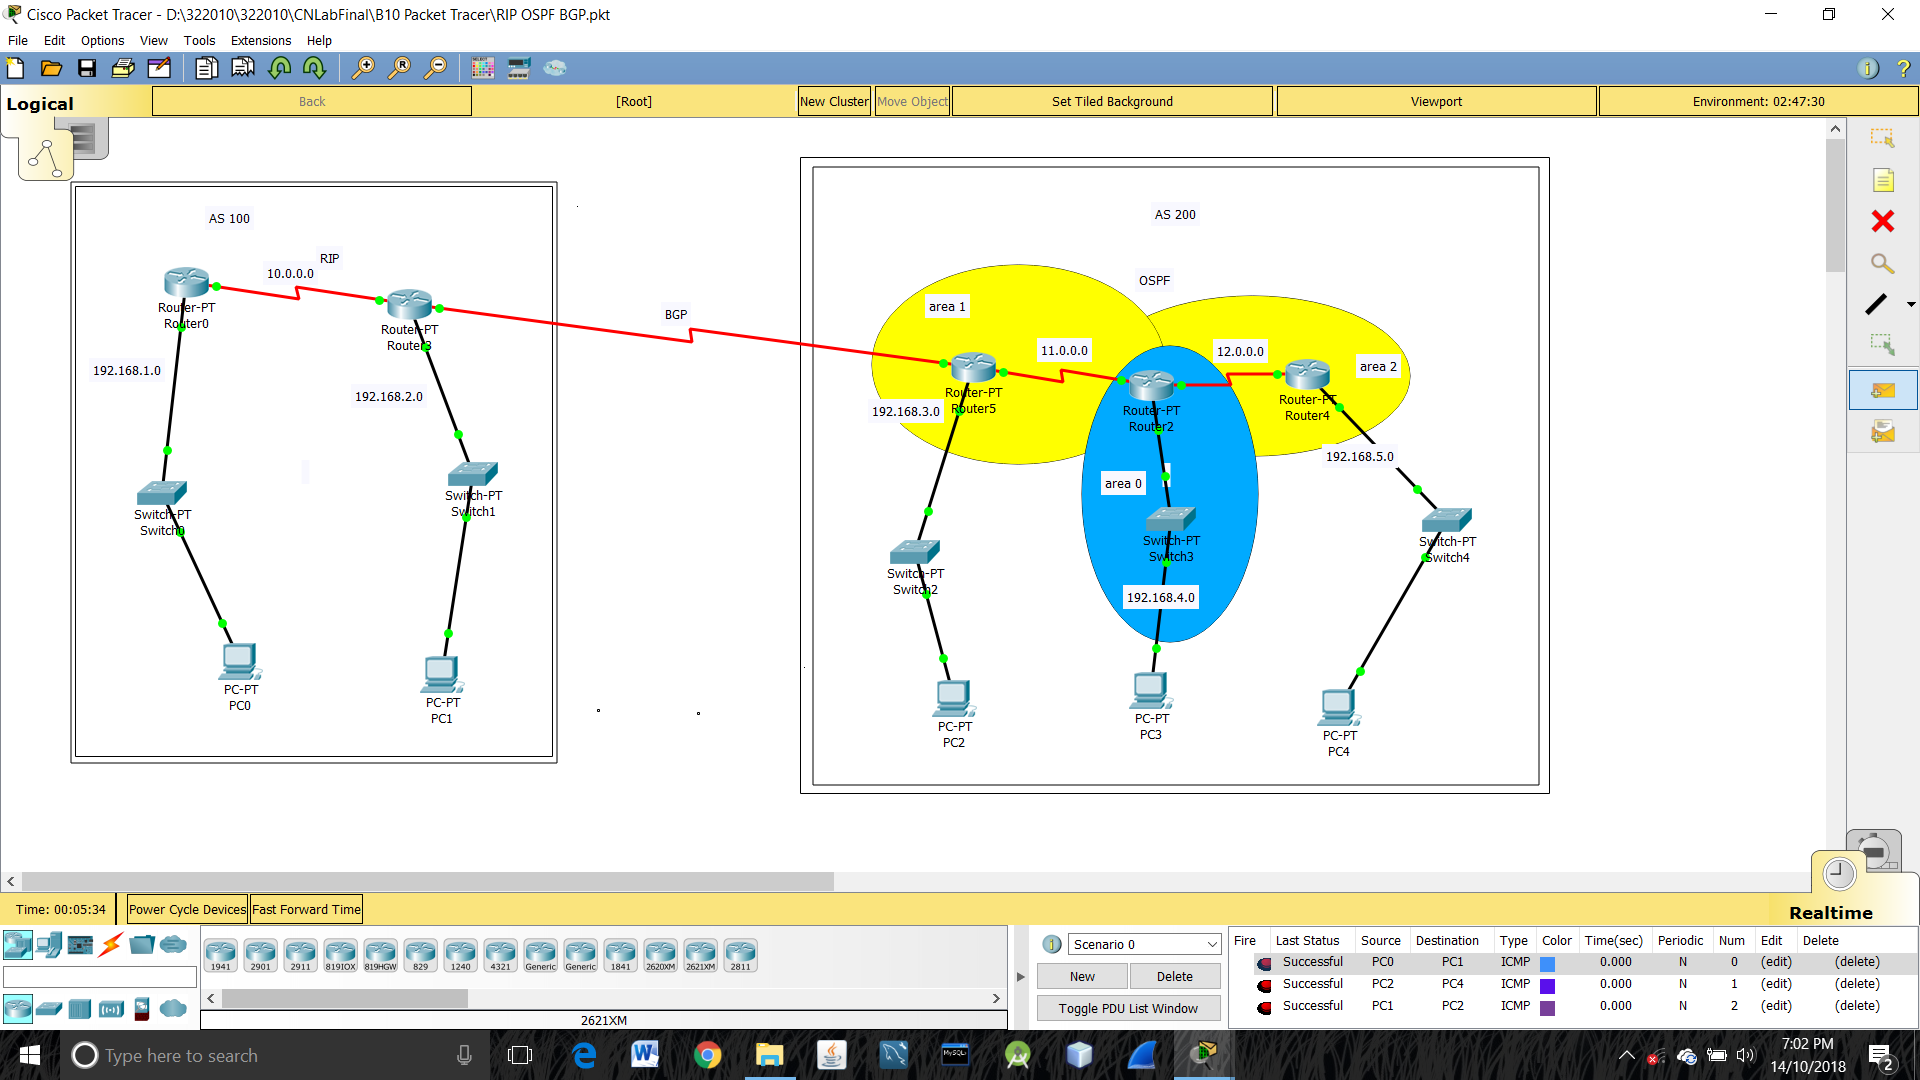 Cisco Packet Tracer - D:\322010\322010\CNLabFinal\B10 Packet Tracer\RIP OSPF BGP.pkt
File Edit Options View Tools Extensions Help
Logical
Back
[Root]
New Cluster
Move Object
Set Tiled Background
Viewport
Environment: 02:47:30
AS 100
RIP
10.0.0.0
Router-PT
Router0
Router-PT
Router3
192.168.1.0
192.168.2.0
Switch-PT
Switch0
Switch-PT
Switch1
PC-PT
PC0
PC-PT
PC1
BGP
AS 200
OSPF
area 1
11.0.0.0
12.0.0.0
area 2
Router-PT
Router5
Router-PT
Router2
Router-PT
Router4
192.168.3.0
192.168.5.0
area 0
Switch-PT
Switch2
Switch-PT
Switch3
Switch-PT
Switch4
192.168.4.0
PC-PT
PC2
PC-PT
PC3
PC-PT
PC4
Time: 00:05:34
Power Cycle Devices
Fast Forward Time
Realtime
1941 2901 2911 819IOX 819HGW 829 1240 4321 Generic Generic 1841 2620XM 2621XM 2811
2621XM
Scenario 0
New
Delete
Toggle PDU List Window
Fire Last Status Source Destination Type Color Time(sec) Periodic Num Edit Delete
Successful PC0 PC1 ICMP 0.000 N 0 (edit) (delete)
Successful PC2 PC4 ICMP 0.000 N 1 (edit) (delete)
Successful PC1 PC2 ICMP 0.000 N 2 (edit) (delete)
Type here to search
MySQL
7:02 PM
14/10/2018
2